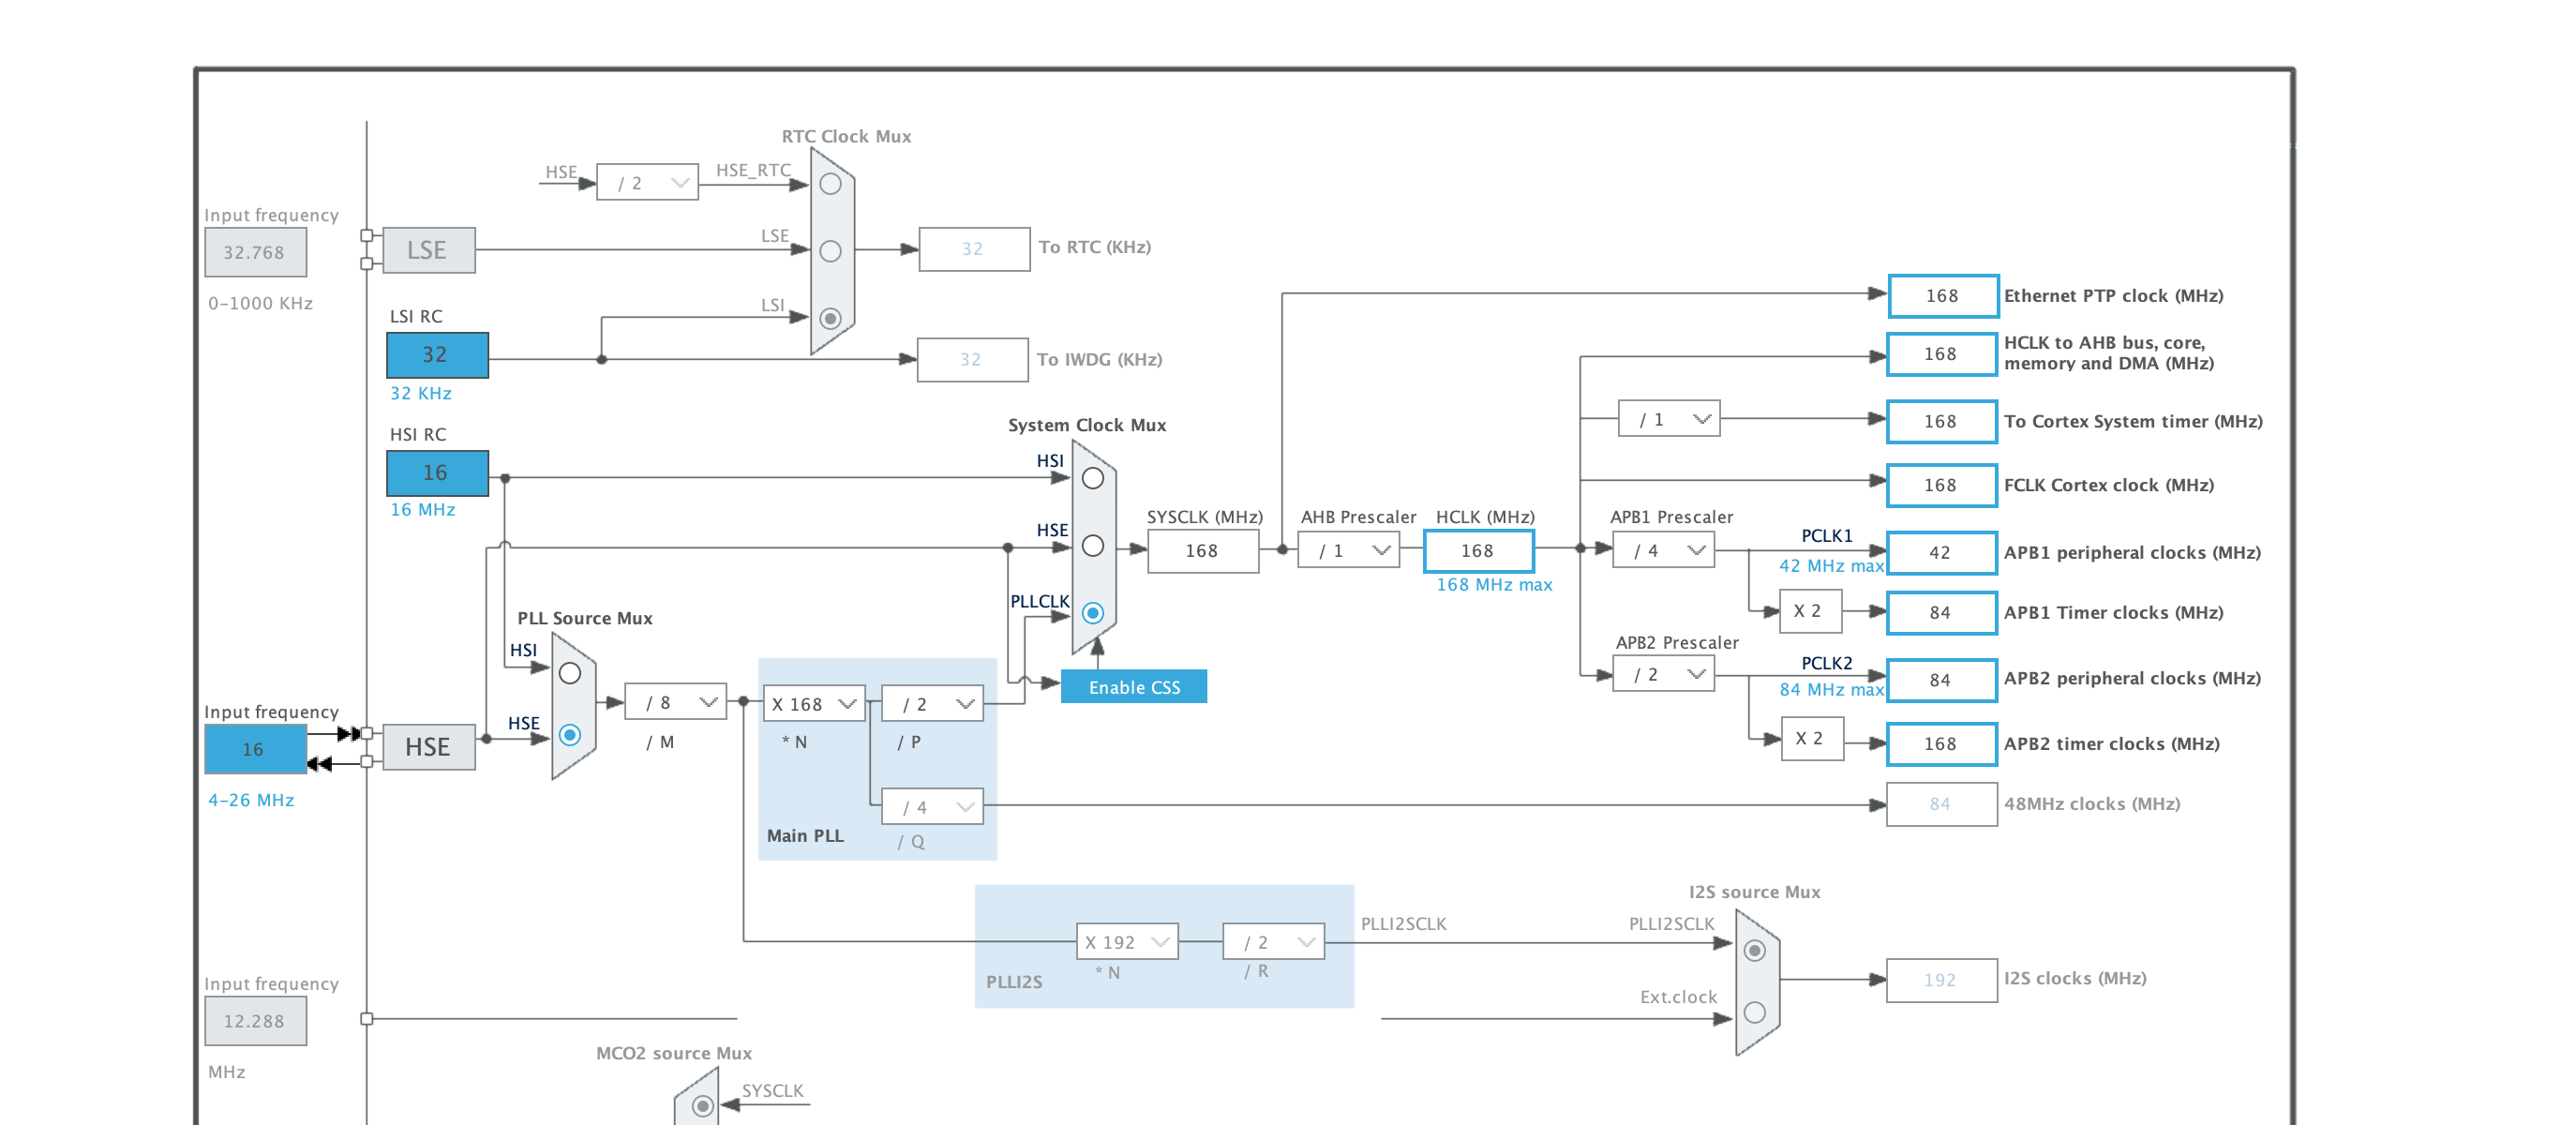 RTC Clock Mux
HSE
/ 2
HSE_RTC
Input frequency
32.768
0-1000 KHz
LSE
LSE
32
To RTC (KHz)
LSI RC
32
32 KHz
LSI
32
To IWDG (KHz)
HSI RC
16
16 MHz
System Clock Mux
HSI
HSE
PLLCLK
SYSCLK (MHz)
168
AHB Prescaler
/ 1
HCLK (MHz)
168
168 MHz max
168
Ethernet PTP clock (MHz)
168
HCLK to AHB bus, core,
memory and DMA (MHz)
/ 1
168
To Cortex System timer (MHz)
168
FCLK Cortex clock (MHz)
APB1 Prescaler
/ 4
PCLK1
42 MHz max
42
APB1 peripheral clocks (MHz)
X 2
84
APB1 Timer clocks (MHz)
APB2 Prescaler
/ 2
PCLK2
84 MHz max
84
APB2 peripheral clocks (MHz)
X 2
168
APB2 timer clocks (MHz)
84
48MHz clocks (MHz)
PLL Source Mux
HSI
HSE
Input frequency
16
4-26 MHz
HSE
/ 8
/ M
X 168
* N
/ 2
/ P
/ 4
/ Q
Main PLL
Enable CSS
X 192
* N
/ 2
/ R
PLLI2S
PLLI2SCLK
I2S source Mux
PLLI2SCLK
Ext.clock
192
I2S clocks (MHz)
Input frequency
12.288
MHz
MCO2 source Mux
SYSCLK